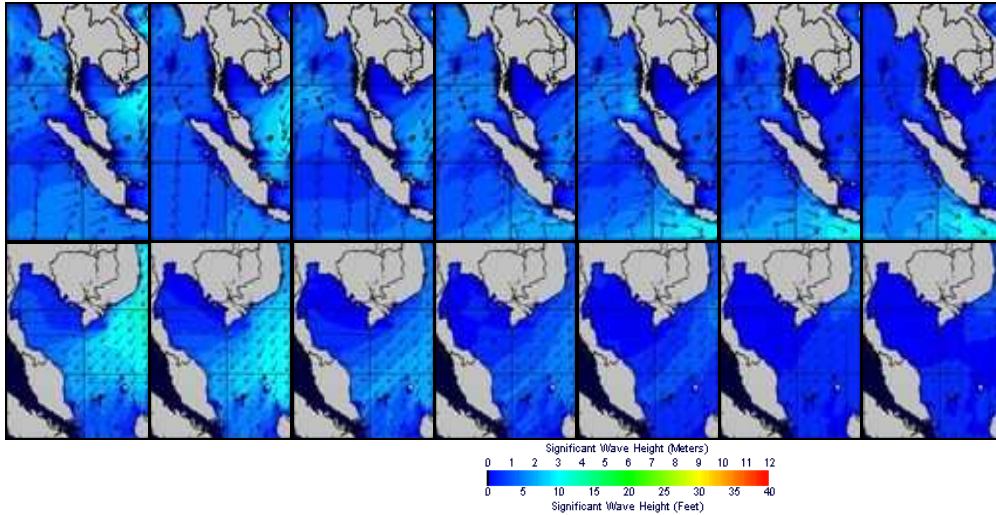 Significant Wave Height (Meters)
0 1 2 3 4 5 6 7 8 9 10 11 12
0 5 10 15 20 25 30 35 40
Significant Wave Height (Feet)